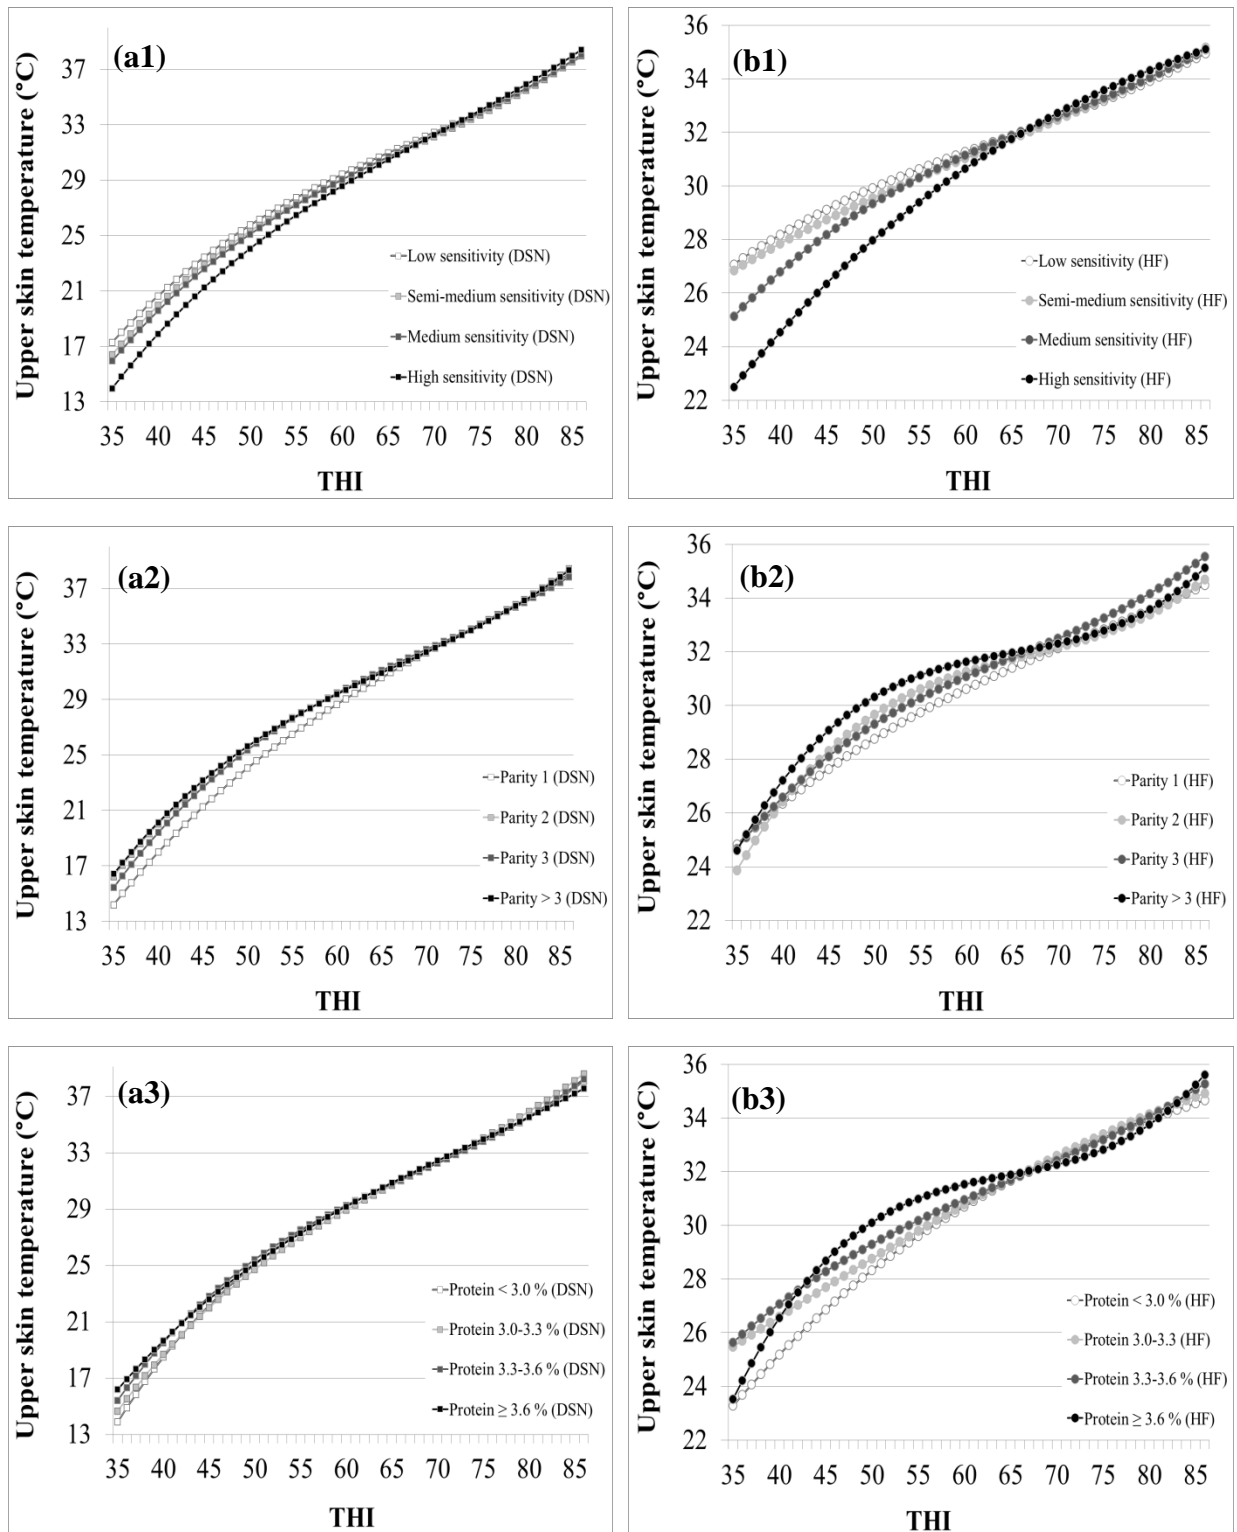 (a1)
Upper skin temperature (°C)
37
33
29
25
21
17
13
Low sensitivity (DSN)
Semi-medium sensitivity (DSN)
Medium sensitivity (DSN)
High sensitivity (DSN)
35 40 45 50 55 60 65 70 75 80 85
THI
(b1)
Upper skin temperature (°C)
36
34
32
30
28
26
24
22
Low sensitivity (HF)
Semi-medium sensitivity (HF)
Medium sensitivity (HF)
High sensitivity (HF)
35 40 45 50 55 60 65 70 75 80 85
THI
(a2)
Upper skin temperature (°C)
37
33
29
25
21
17
13
Parity 1 (DSN)
Parity 2 (DSN)
Parity 3 (DSN)
Parity > 3 (DSN)
35 40 45 50 55 60 65 70 75 80 85
THI
(b2)
Upper skin temperature (°C)
36
34
32
30
28
26
24
22
Parity 1 (HF)
Parity 2 (HF)
Parity 3 (HF)
Parity > 3 (HF)
35 40 45 50 55 60 65 70 75 80 85
THI
(a3)
Upper skin temperature (°C)
37
33
29
25
21
17
13
Protein < 3.0 % (DSN)
Protein 3.0-3.3 % (DSN)
Protein 3.3-3.6 % (DSN)
Protein ≥ 3.6 % (DSN)
35 40 45 50 55 60 65 70 75 80 85
THI
(b3)
Upper skin temperature (°C)
36
34
32
30
28
26
24
22
Protein < 3.0 % (HF)
Protein 3.0-3.3 (HF)
Protein 3.3-3.6 % (HF)
Protein ≥ 3.6 % (HF)
35 40 45 50 55 60 65 70 75 80 85
THI